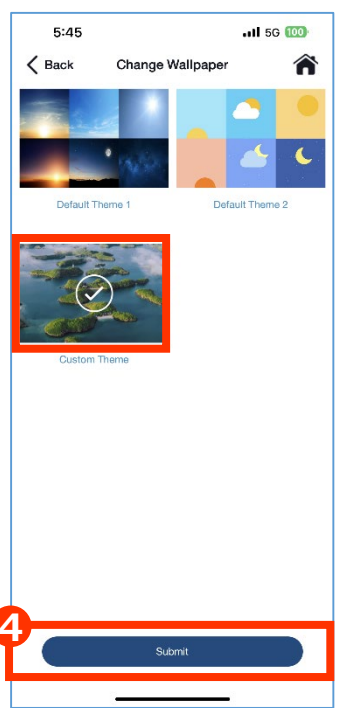 5:45 5G 100
Back Change Wallpaper
Default Theme 1 Default Theme 2
Custom Theme
4
Submit